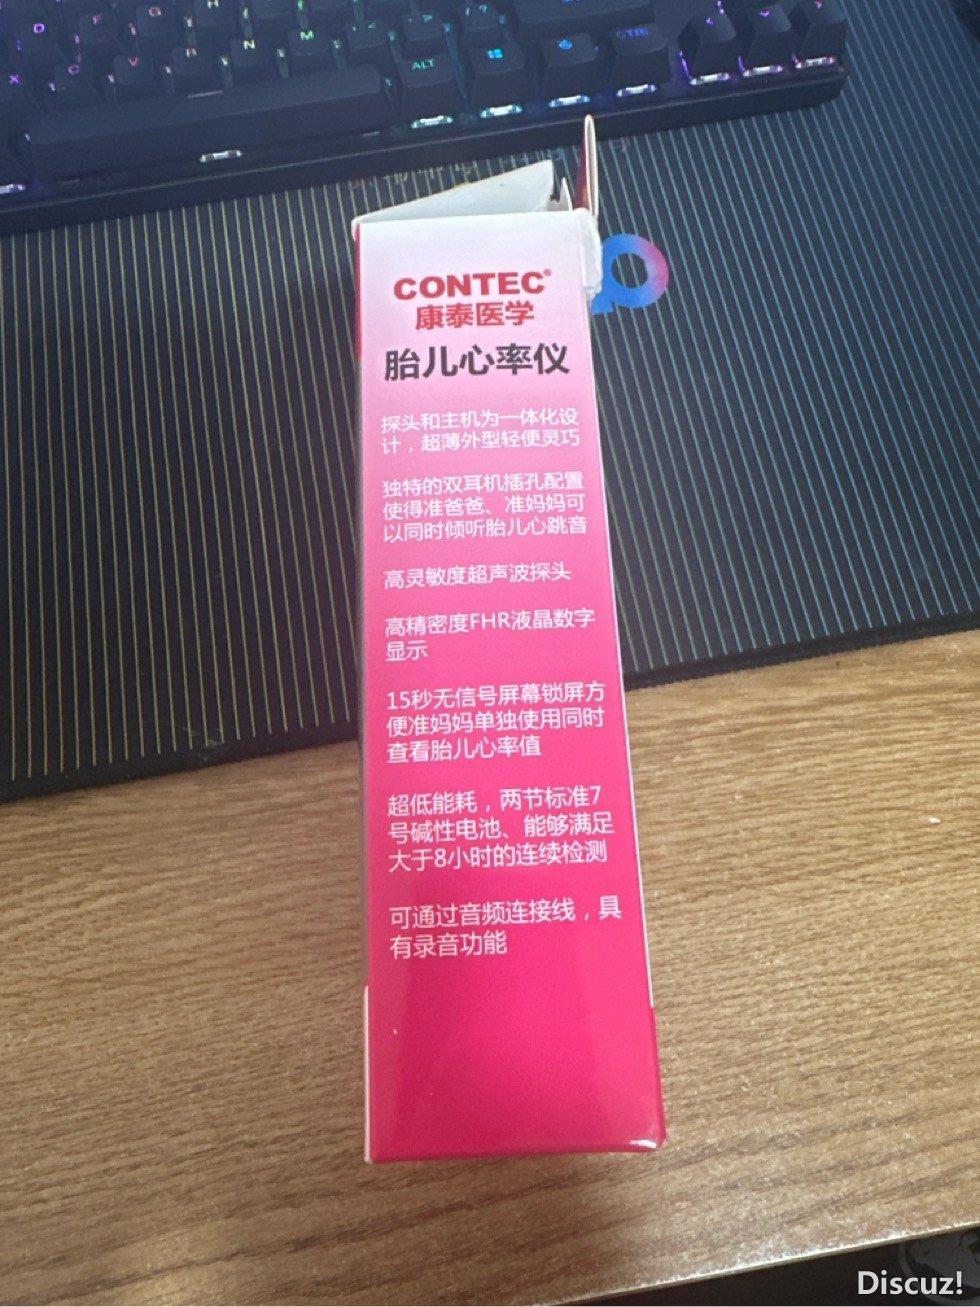 ALT
CTRL
CONTEC®
康泰医学
胎儿心率仪
探头和主机为一体化设
计，超薄外型轻便灵巧
独特的双耳机插孔配置
使得准爸爸、准妈妈可
以同时倾听胎儿心跳音
高灵敏度超声波探头
高精密度FHR液晶数字
显示
15秒无信号屏幕锁屏方
便准妈妈单独使用同时
查看胎儿心率值
超低能耗，两节标准7
号碱性电池、能够满足
大于8小时的连续检测
可通过音频连接线，具
有录音功能
Discuz!